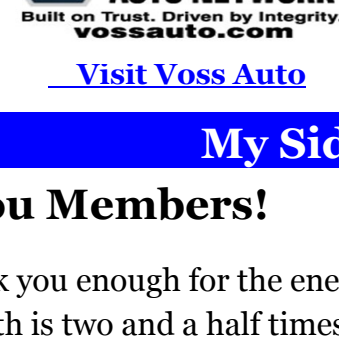 Built on Trust. Driven by Integrity.
vossauto.com
Visit Voss Auto
My Sid
ou Members!
k you enough for the ene
th is two and a half times